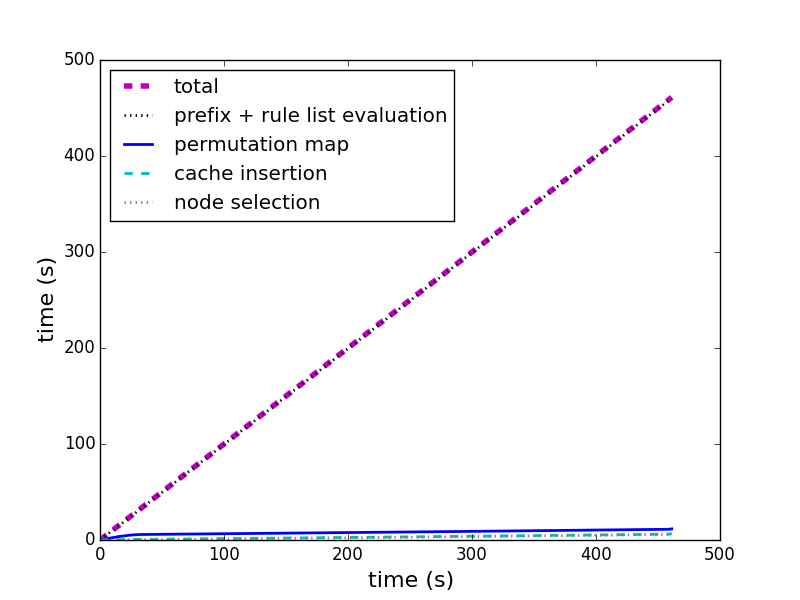 500
400
300
200
100
0
time (s)
total
prefix + rule list evaluation
permutation map
cache insertion
node selection
0 100 200 300 400 500
time (s)